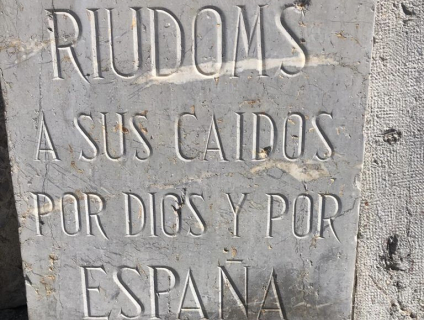 RIUDOMS
A SUS CAIDOS
POR DIOS Y POR
ESPAÑA